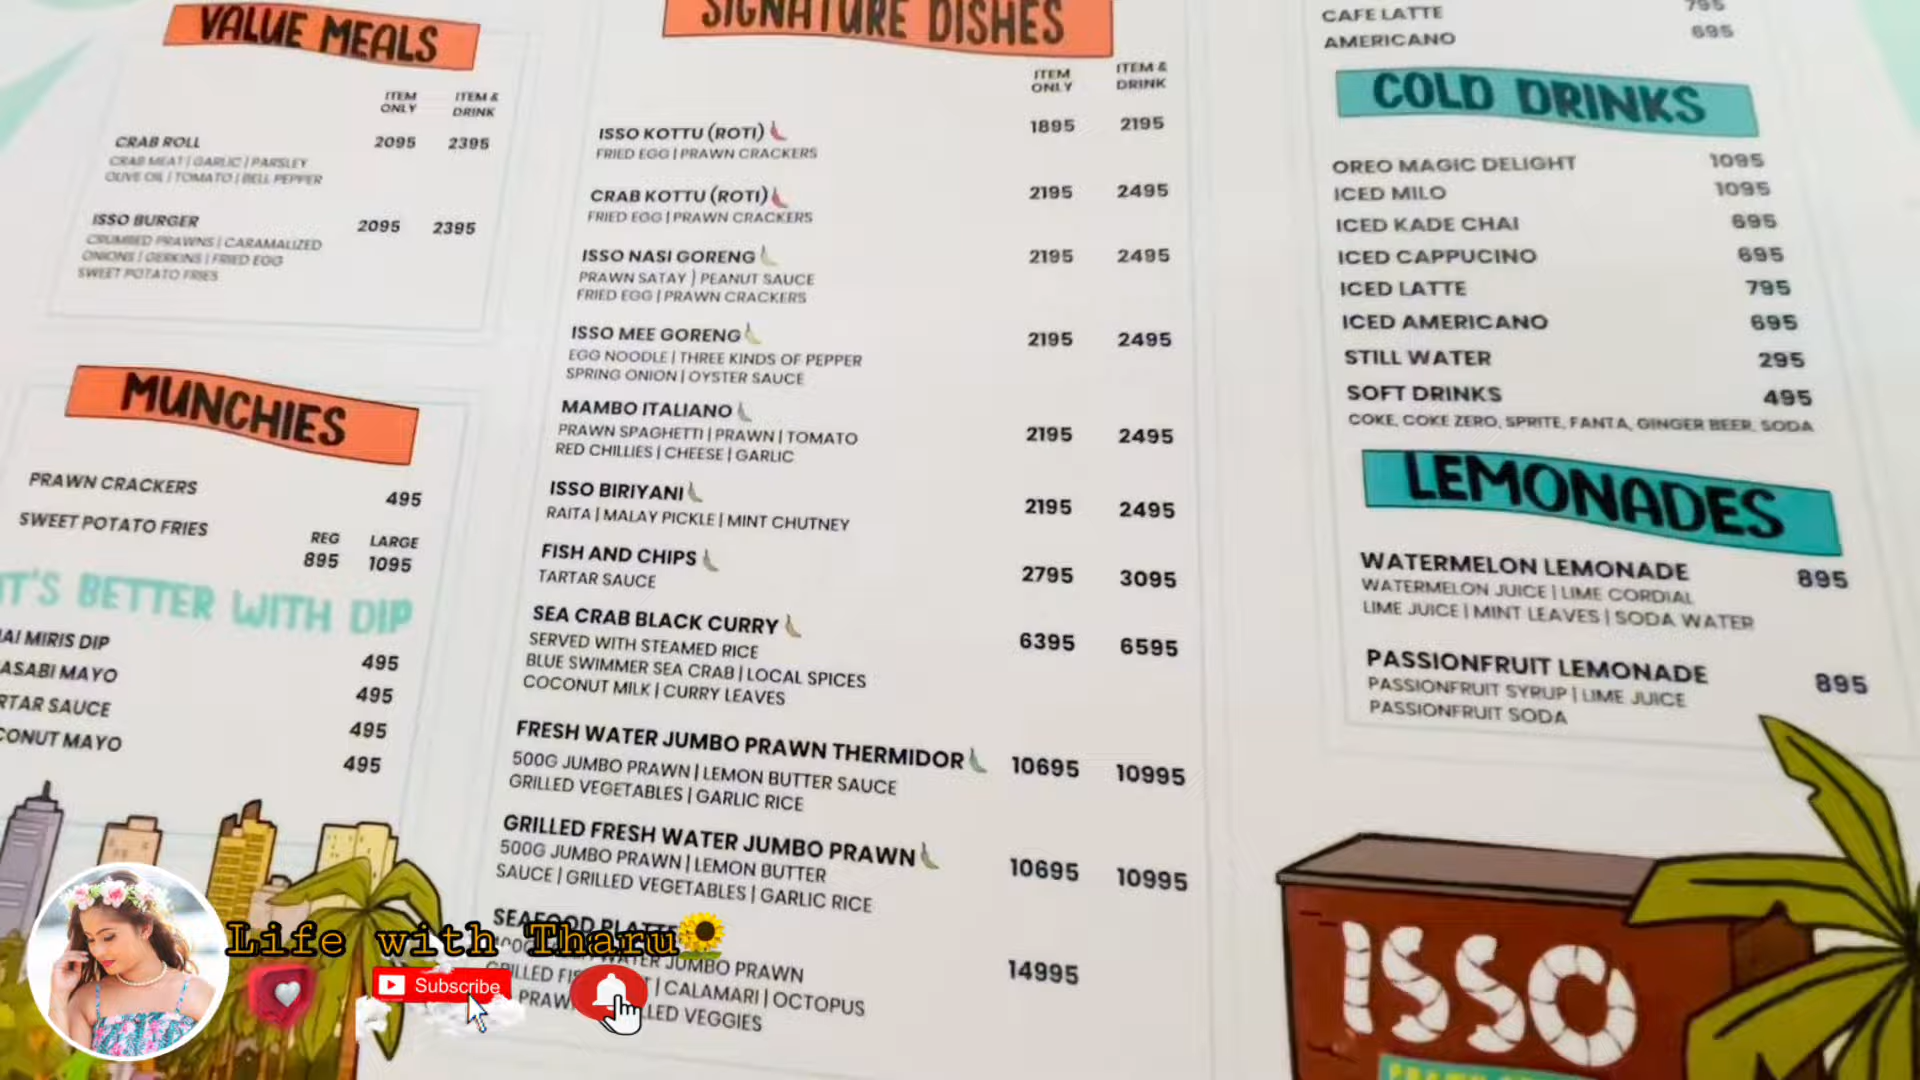 VALUE MEALS
ITEM ONLY
ITEM & DRINK
CRAB ROLL 2095 2395
CRAB MEAT | GARLIC | PARSLEY
OLIVE OIL | TOMATO | BELL PEPPER
ISSO BURGER 2095 2395
CRUMBED PRAWNS | CARAMALIZED
ONIONS | GERKINS | FRIED EGG
SWEET POTATO FRIES
MUNCHIES
PRAWN CRACKERS 495
SWEET POTATO FRIES
REG LARGE
895 1095
IT'S BETTER WITH DIP
AI MIRIS DIP 495
ASABI MAYO 495
RTAR SAUCE 495
CONUT MAYO 495
SIGNATURE DISHES
ITEM ONLY
ITEM & DRINK
ISSO KOTTU (ROTI) 1895 2195
FRIED EGG | PRAWN CRACKERS
CRAB KOTTU (ROTI) 2195 2495
FRIED EGG | PRAWN CRACKERS
ISSO NASI GORENG 2195 2495
PRAWN SATAY | PEANUT SAUCE
FRIED EGG | PRAWN CRACKERS
ISSO MEE GORENG 2195 2495
EGG NOODLE | THREE KINDS OF PEPPER
SPRING ONION | OYSTER SAUCE
MAMBO ITALIANO 2195 2495
PRAWN SPAGHETTI | PRAWN | TOMATO
RED CHILLIES | CHEESE | GARLIC
ISSO BIRIYANI 2195 2495
RAITA | MALAY PICKLE | MINT CHUTNEY
FISH AND CHIPS 2795 3095
TARTAR SAUCE
SEA CRAB BLACK CURRY 6395 6595
SERVED WITH STEAMED RICE
BLUE SWIMMER SEA CRAB | LOCAL SPICES
COCONUT MILK | CURRY LEAVES
FRESH WATER JUMBO PRAWN THERMIDOR 10695 10995
500G JUMBO PRAWN | LEMON BUTTER SAUCE
GRILLED VEGETABLES | GARLIC RICE
GRILLED FRESH WATER JUMBO PRAWN 10695 10995
500G JUMBO PRAWN | LEMON BUTTER
SAUCE | GRILLED VEGETABLES | GARLIC RICE
SEAFOOD PLATTE 14995
WATER JUMBO PRAWN
GRILLED | CALAMARI | OCTOPUS
PRAW VEGGIES
CAFE LATTE 795
AMERICANO 695
COLD DRINKS
OREO MAGIC DELIGHT 1095
ICED MILO 1095
ICED KADE CHAI 695
ICED CAPPUCINO 695
ICED LATTE 795
ICED AMERICANO 695
STILL WATER 295
SOFT DRINKS 495
COKE, COKE ZERO, SPRITE, FANTA, GINGER BEER, SODA
LEMONADES
WATERMELON LEMONADE 895
WATERMELON JUICE | LIME CORDIAL
LIME JUICE | MINT LEAVES | SODA WATER
PASSIONFRUIT LEMONADE 895
PASSIONFRUIT SYRUP | LIME JUICE
PASSIONFRUIT SODA
ISSO
Life with Tharu
Subscribe